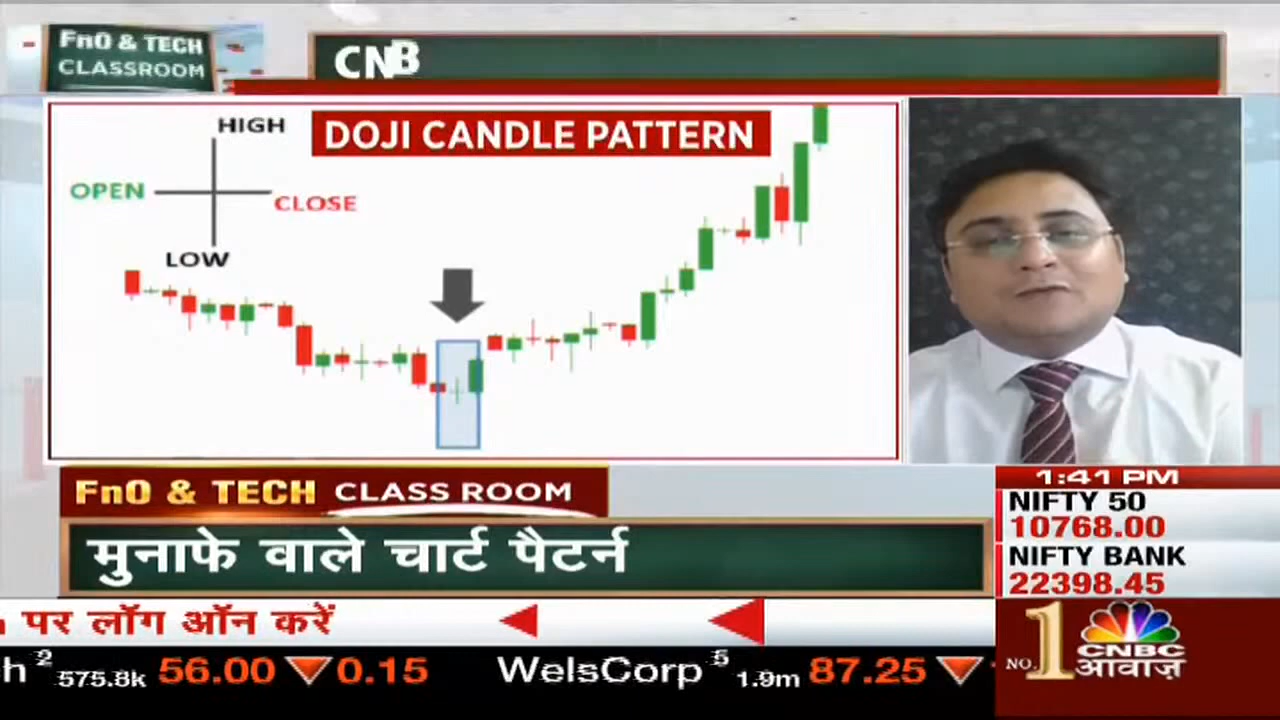 FnO & TECH
CLASSROOM
CNB
DOJI CANDLE PATTERN
HIGH
OPEN
CLOSE
LOW
FnO & TECH CLASS ROOM
मुनाफे वाले चार्ट पैटर्न
1:41 PM
NIFTY 50
10768.00
NIFTY BANK
22398.45
पर लॉग ऑन करें
2 575.8k 56.00 0.15 WelsCorp 5 1.9m 87.25
NO.1 CNBC
आवाज़